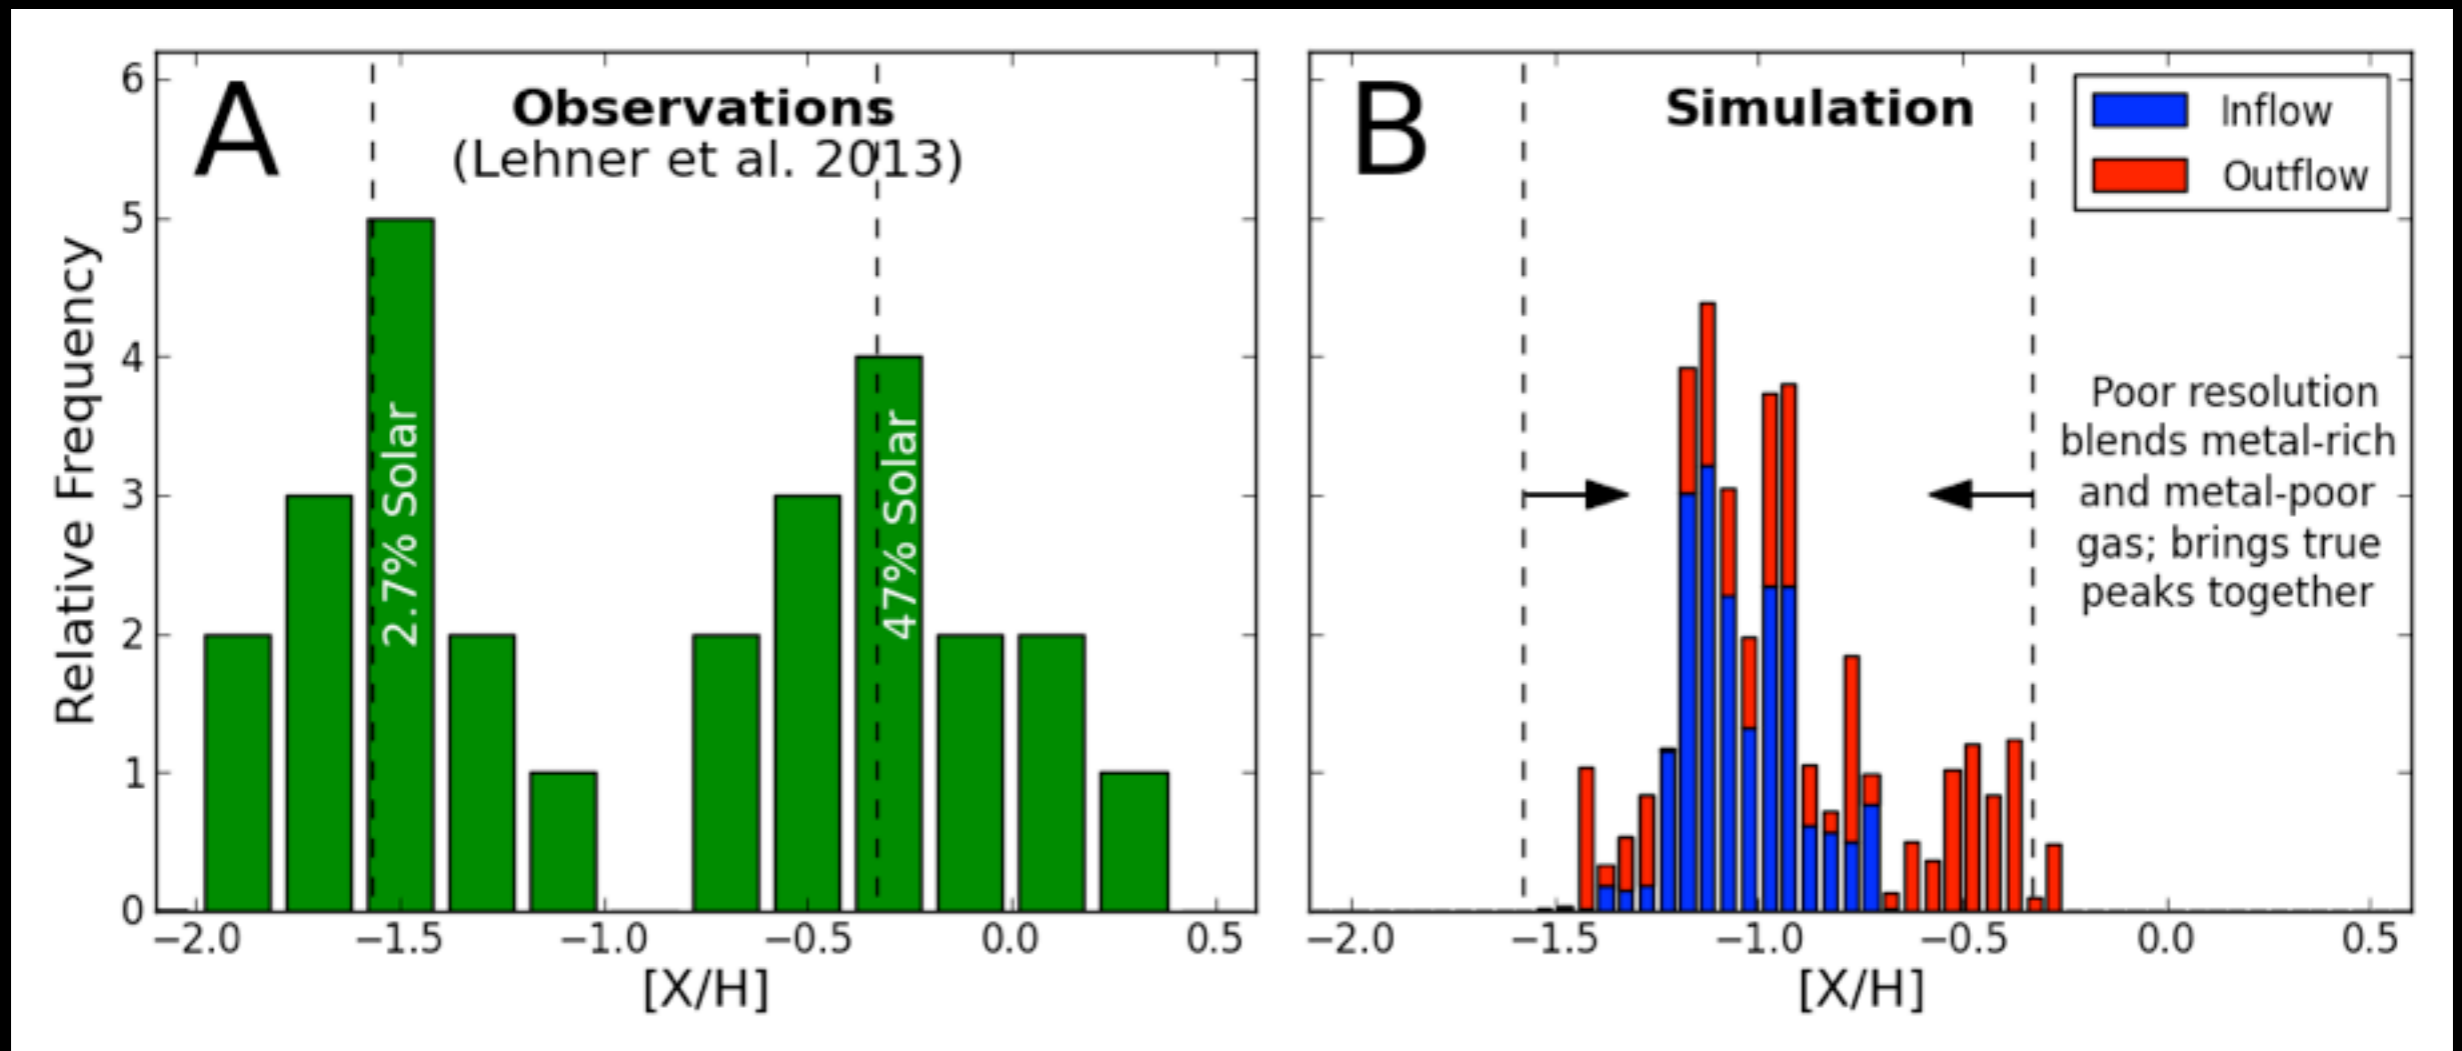 A
Observations
(Lehner et al. 2013)
6
5
4
3
2
1
0
Relative Frequency
2.7% Solar
47% Solar
−2.0 −1.5 −1.0 −0.5 0.0 0.5
[X/H]
B
Simulation
Inflow
Outflow
Poor resolution
blends metal-rich
and metal-poor
gas; brings true
peaks together
−2.0 −1.5 −1.0 −0.5 0.0 0.5
[X/H]